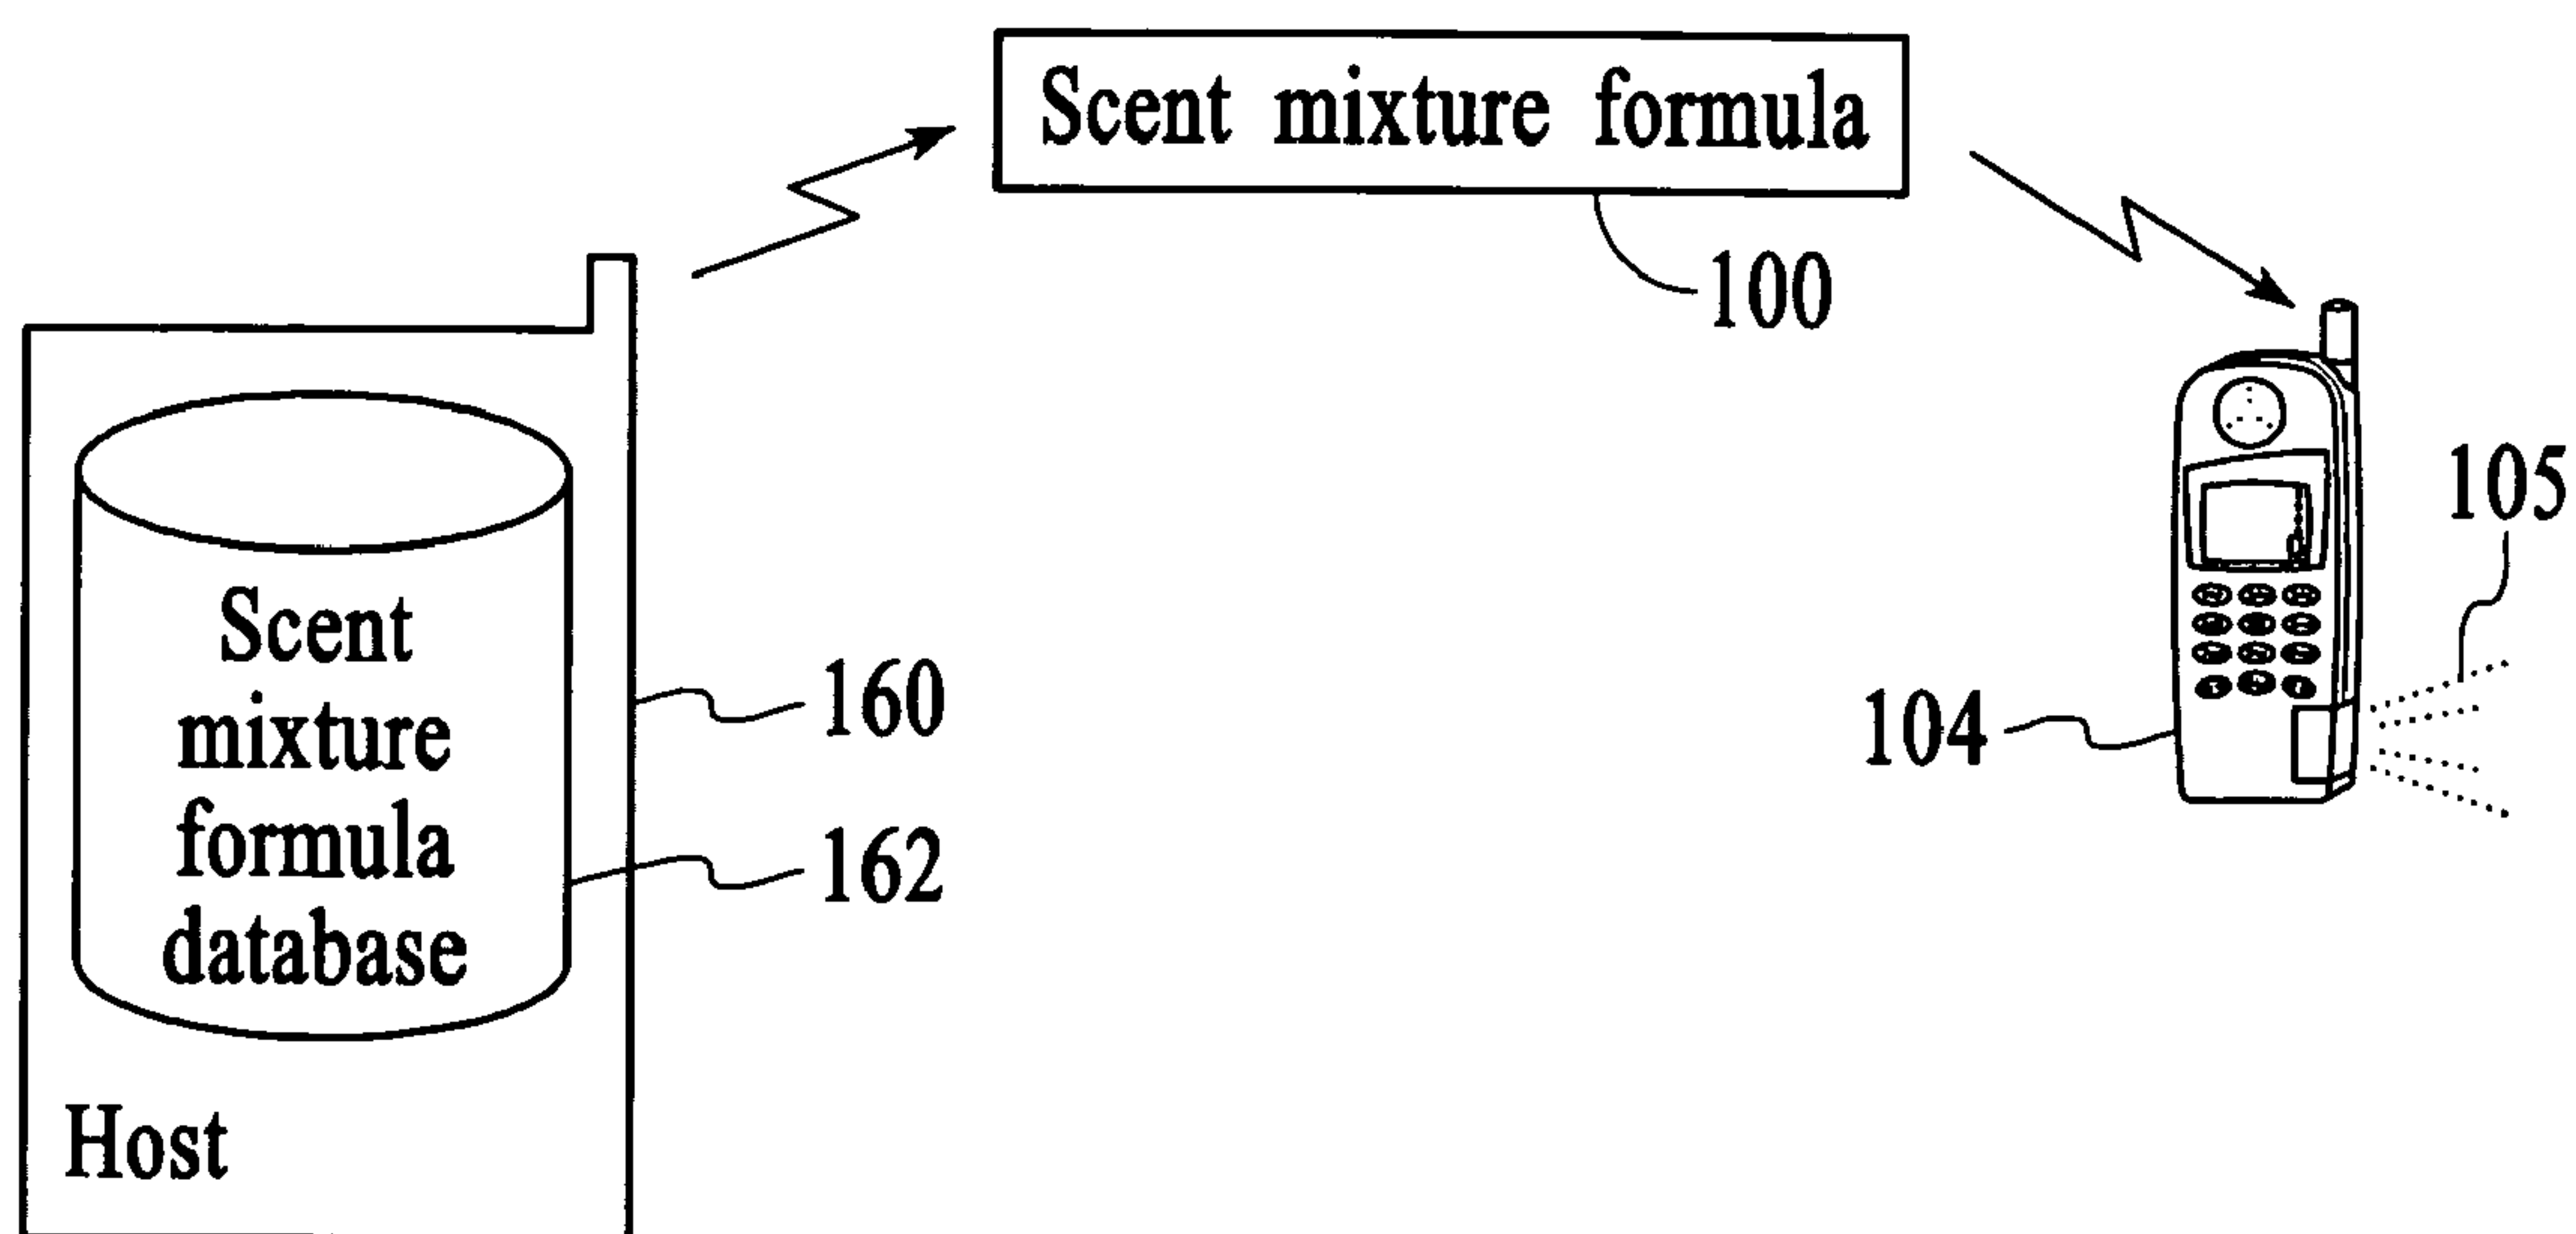 Scent mixture formula
100
105
Scent
mixture
formula
database
160
104
162
Host